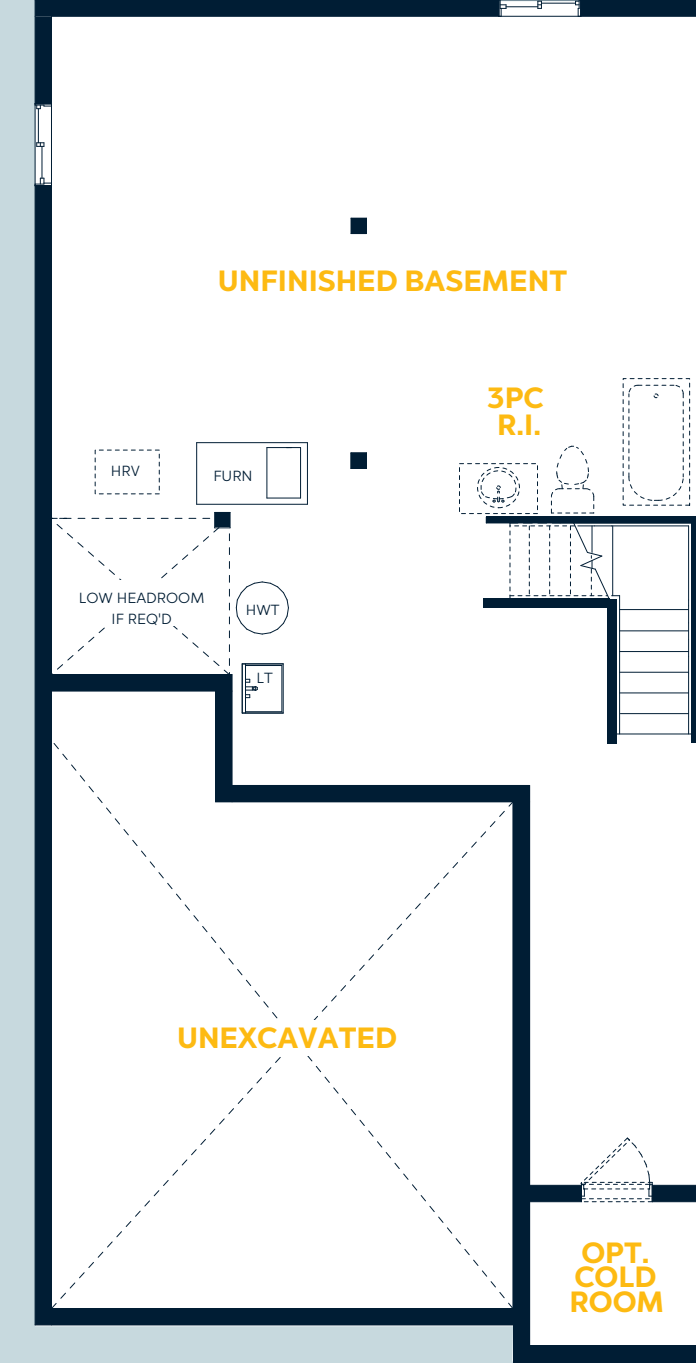 UNFINISHED BASEMENT
3PC
R.I.
HRV
FURN
LOW HEADROOM
IF REQ'D
HWT
LT
UNEXCAVATED
OPT.
COLD
ROOM